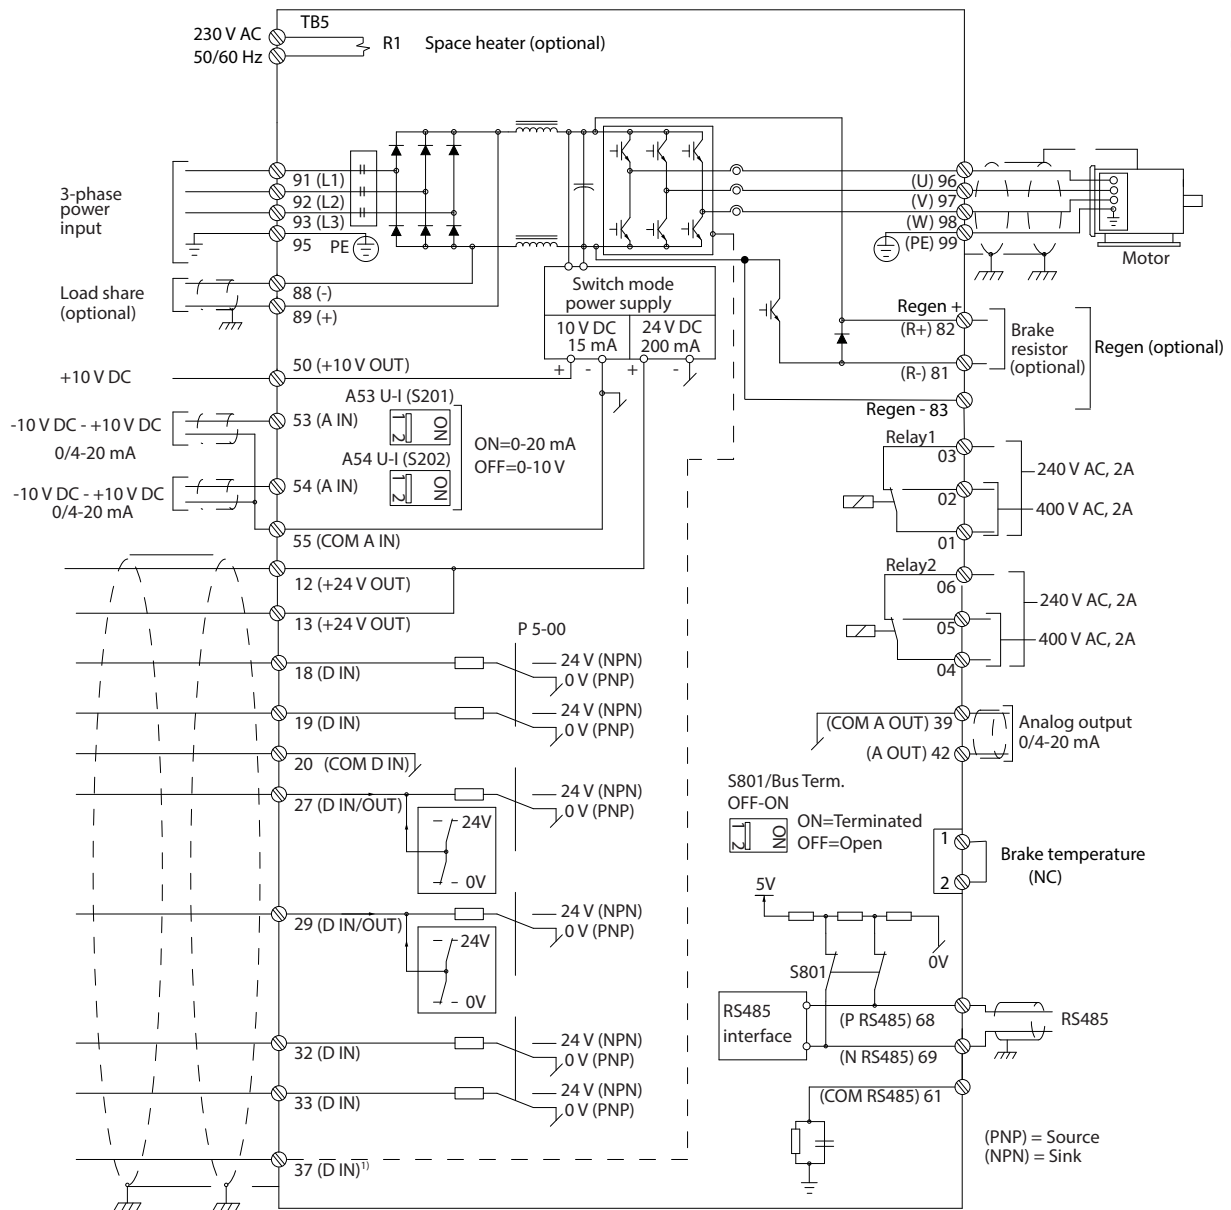 TB5
230 V AC
50/60 Hz
R1
Space heater (optional)
3-phase
power
input
91 (L1)
92 (L2)
93 (L3)
95
PE
(U) 96
(V) 97
(W) 98
(PE) 99
Motor
Load share
(optional)
88 (-)
89 (+)
Switch mode
power supply
10 V DC
15 mA
24 V DC
200 mA
+
-
+
-
Regen +
(R+) 82
Brake
resistor
(optional)
Regen (optional)
(R-) 81
Regen - 83
+10 V DC
50 (+10 V OUT)
A53 U-I (S201)
1 2
ON
-10 V DC - +10 V DC
0/4-20 mA
53 (A IN)
ON=0-20 mA
OFF=0-10 V
A54 U-I (S202)
1 2
ON
-10 V DC - +10 V DC
0/4-20 mA
54 (A IN)
55 (COM A IN)
Relay1
03
02
01
240 V AC, 2A
400 V AC, 2A
12 (+24 V OUT)
13 (+24 V OUT)
Relay2
06
05
04
240 V AC, 2A
400 V AC, 2A
P 5-00
18 (D IN)
24 V (NPN)
0 V (PNP)
19 (D IN)
24 V (NPN)
0 V (PNP)
20 (COM D IN)
27 (D IN/OUT)
24 V (NPN)
0 V (PNP)
24V
0V
29 (D IN/OUT)
24 V (NPN)
0 V (PNP)
24V
0V
32 (D IN)
24 V (NPN)
0 V (PNP)
33 (D IN)
24 V (NPN)
0 V (PNP)
37 (D IN)1)
(COM A OUT) 39
(A OUT) 42
Analog output
0/4-20 mA
S801/Bus Term.
OFF-ON
1 2
ON
ON=Terminated
OFF=Open
1
2
Brake temperature
(NC)
5V
0V
S801
RS485
interface
(P RS485) 68
(N RS485) 69
RS485
(COM RS485) 61
(PNP) = Source
(NPN) = Sink